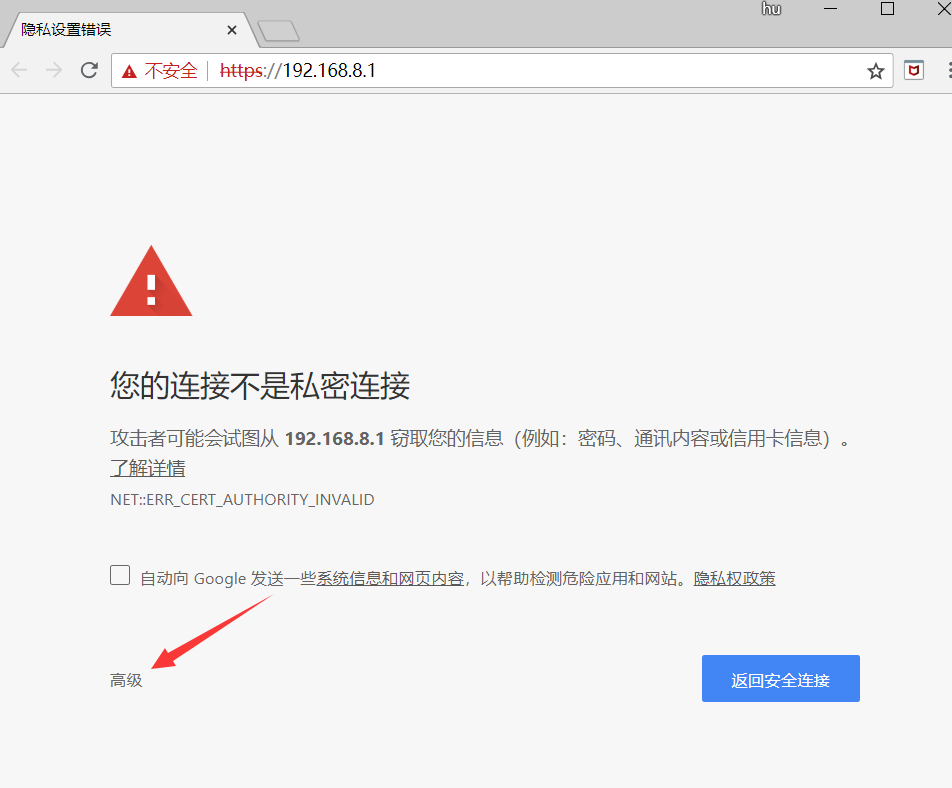 hu
隐私设置错误
不安全 https://192.168.8.1
您的连接不是私密连接
攻击者可能会试图从 192.168.8.1 窃取您的信息（例如：密码、通讯内容或信用卡信息）。
了解详情
NET::ERR_CERT_AUTHORITY_INVALID
自动向 Google 发送一些系统信息和网页内容，以帮助检测危险应用和网站。隐私权政策
高级
返回安全连接